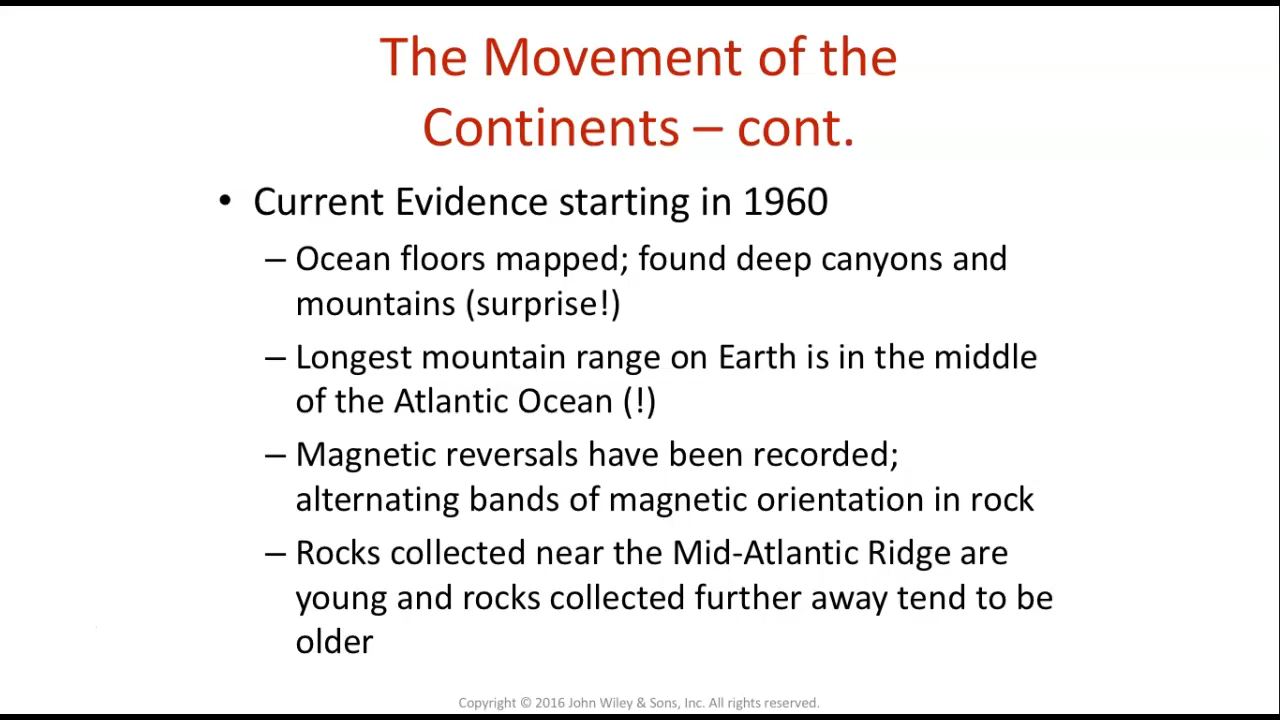 The Movement of the
Continents – cont.
• Current Evidence starting in 1960
– Ocean floors mapped; found deep canyons and
mountains (surprise!)
– Longest mountain range on Earth is in the middle
of the Atlantic Ocean (!)
– Magnetic reversals have been recorded;
alternating bands of magnetic orientation in rock
– Rocks collected near the Mid-Atlantic Ridge are
young and rocks collected further away tend to be
older
Copyright © 2016 John Wiley & Sons, Inc. All rights reserved.